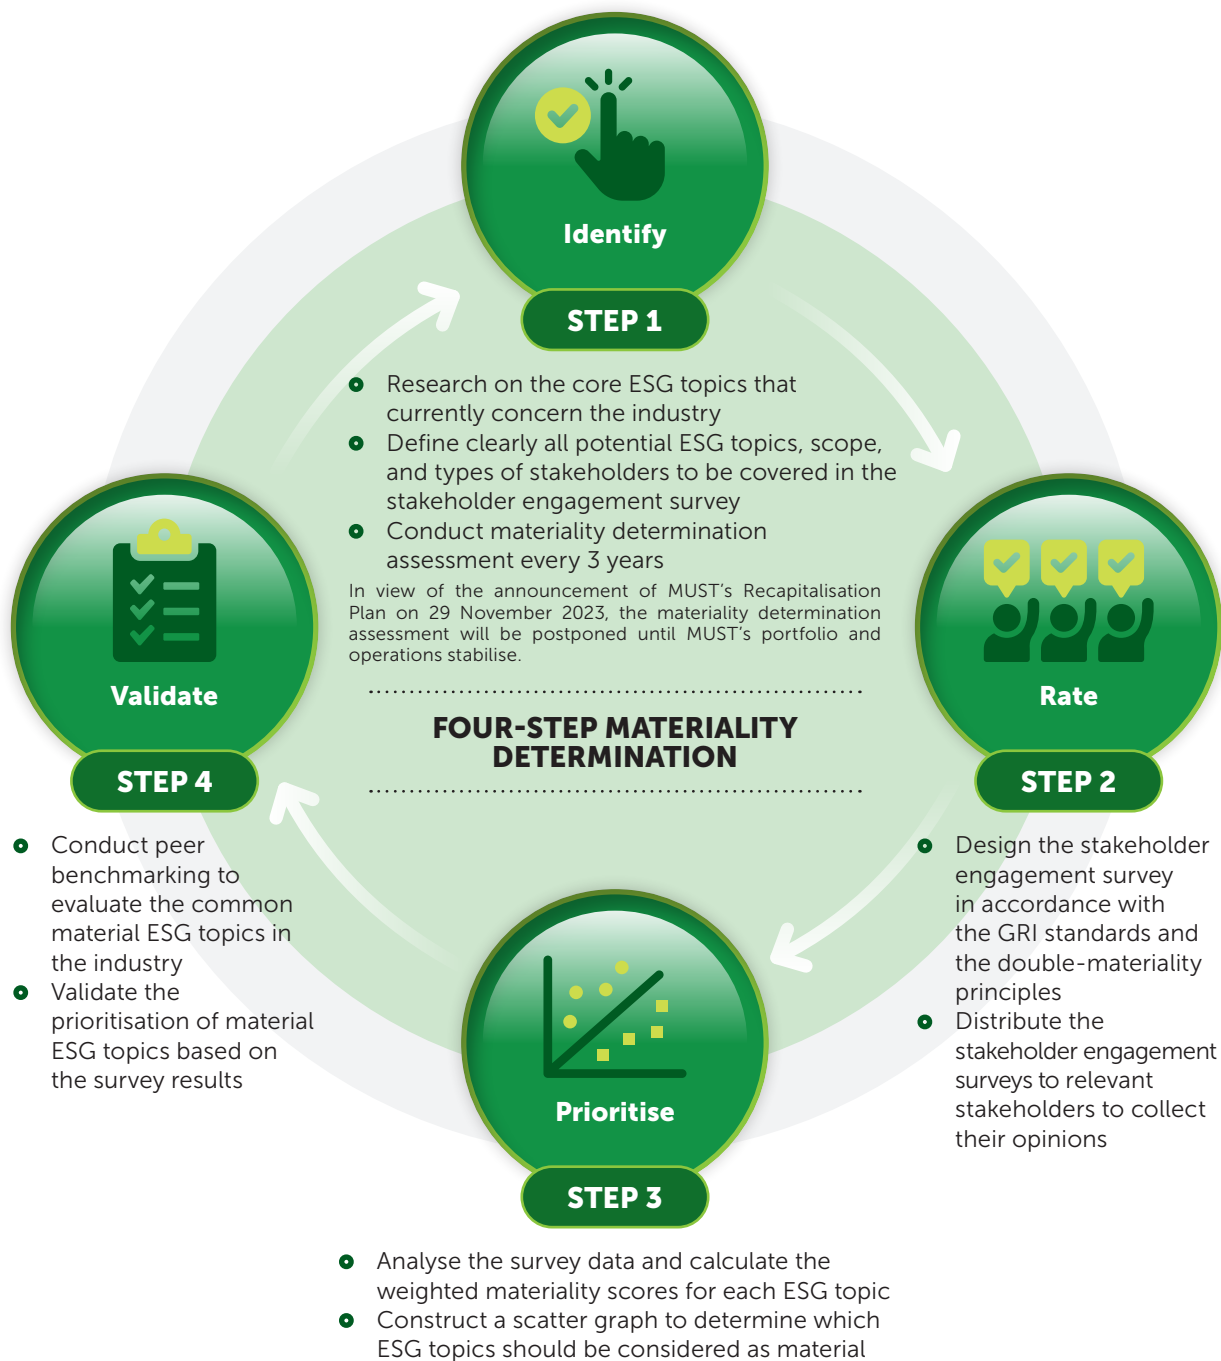 Identify
STEP 1
Research on the core ESG topics that
currently concern the industry
Define clearly all potential ESG topics, scope,
and types of stakeholders to be covered in the
stakeholder engagement survey
Conduct materiality determination
assessment every 3 years
In view of the announcement of MUST's Recapitalisation
Plan on 29 November 2023, the materiality determination
assessment will be postponed until MUST's portfolio and
operations stabilise.
FOUR-STEP MATERIALITY
DETERMINATION
Rate
STEP 2
Design the stakeholder
engagement survey
in accordance with
the GRI standards and
the double-materiality
principles
Distribute the
stakeholder engagement
surveys to relevant
stakeholders to collect
their opinions
Prioritise
STEP 3
Analyse the survey data and calculate the
weighted materiality scores for each ESG topic
Construct a scatter graph to determine which
ESG topics should be considered as material
Validate
STEP 4
Conduct peer
benchmarking to
evaluate the common
material ESG topics in
the industry
Validate the
prioritisation of material
ESG topics based on
the survey results